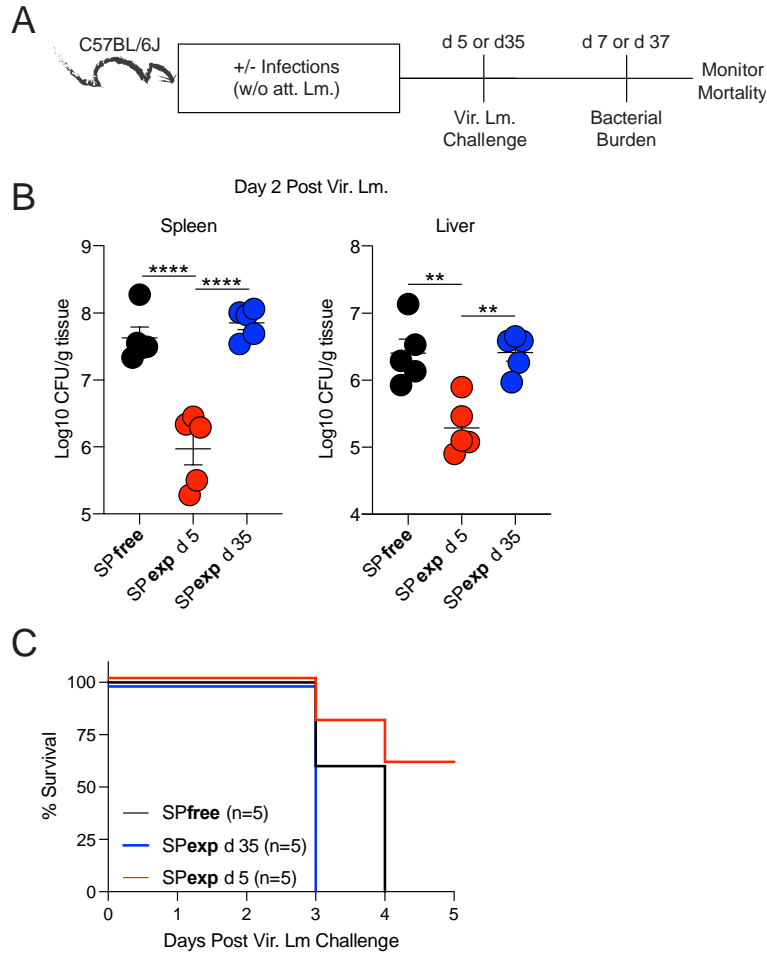 A
C57BL/6J
+/- Infections
(w/o att. Lm.)
d 5 or d35
d 7 or d 37
Vir. Lm.
Challenge
Bacterial
Burden
Monitor
Mortality
B
Day 2 Post Vir. Lm.
Spleen
Log10 CFU/g tissue
9
8
7
6
5
****
****
SPfree
SPexp d 5
SPexp d 35
Liver
Log10 CFU/g tissue
8
7
6
5
4
**
**
SPfree
SPexp d 5
SPexp d 35
C
% Survival
100
75
50
25
0
SPfree (n=5)
SPexp d 35 (n=5)
SPexp d 5 (n=5)
0 1 2 3 4 5
Days Post Vir. Lm Challenge